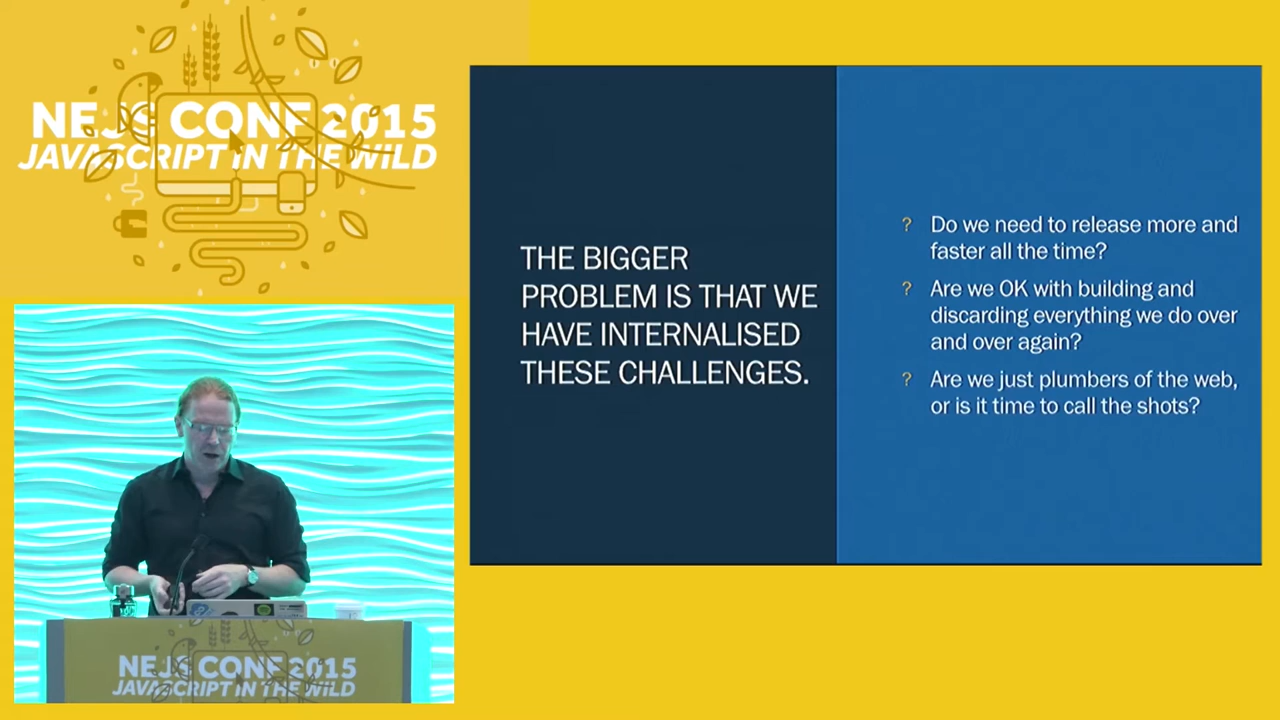 NEJS CONF 2015
JAVASCRIPT IN THE WILD
THE BIGGER
PROBLEM IS THAT WE
HAVE INTERNALISED
THESE CHALLENGES.
? Do we need to release more and
faster all the time?
? Are we OK with building and
discarding everything we do over
and over again?
? Are we just plumbers of the web,
or is it time to call the shots?
NEJS CONF 2015
JAVASCRIPT IN THE WILD